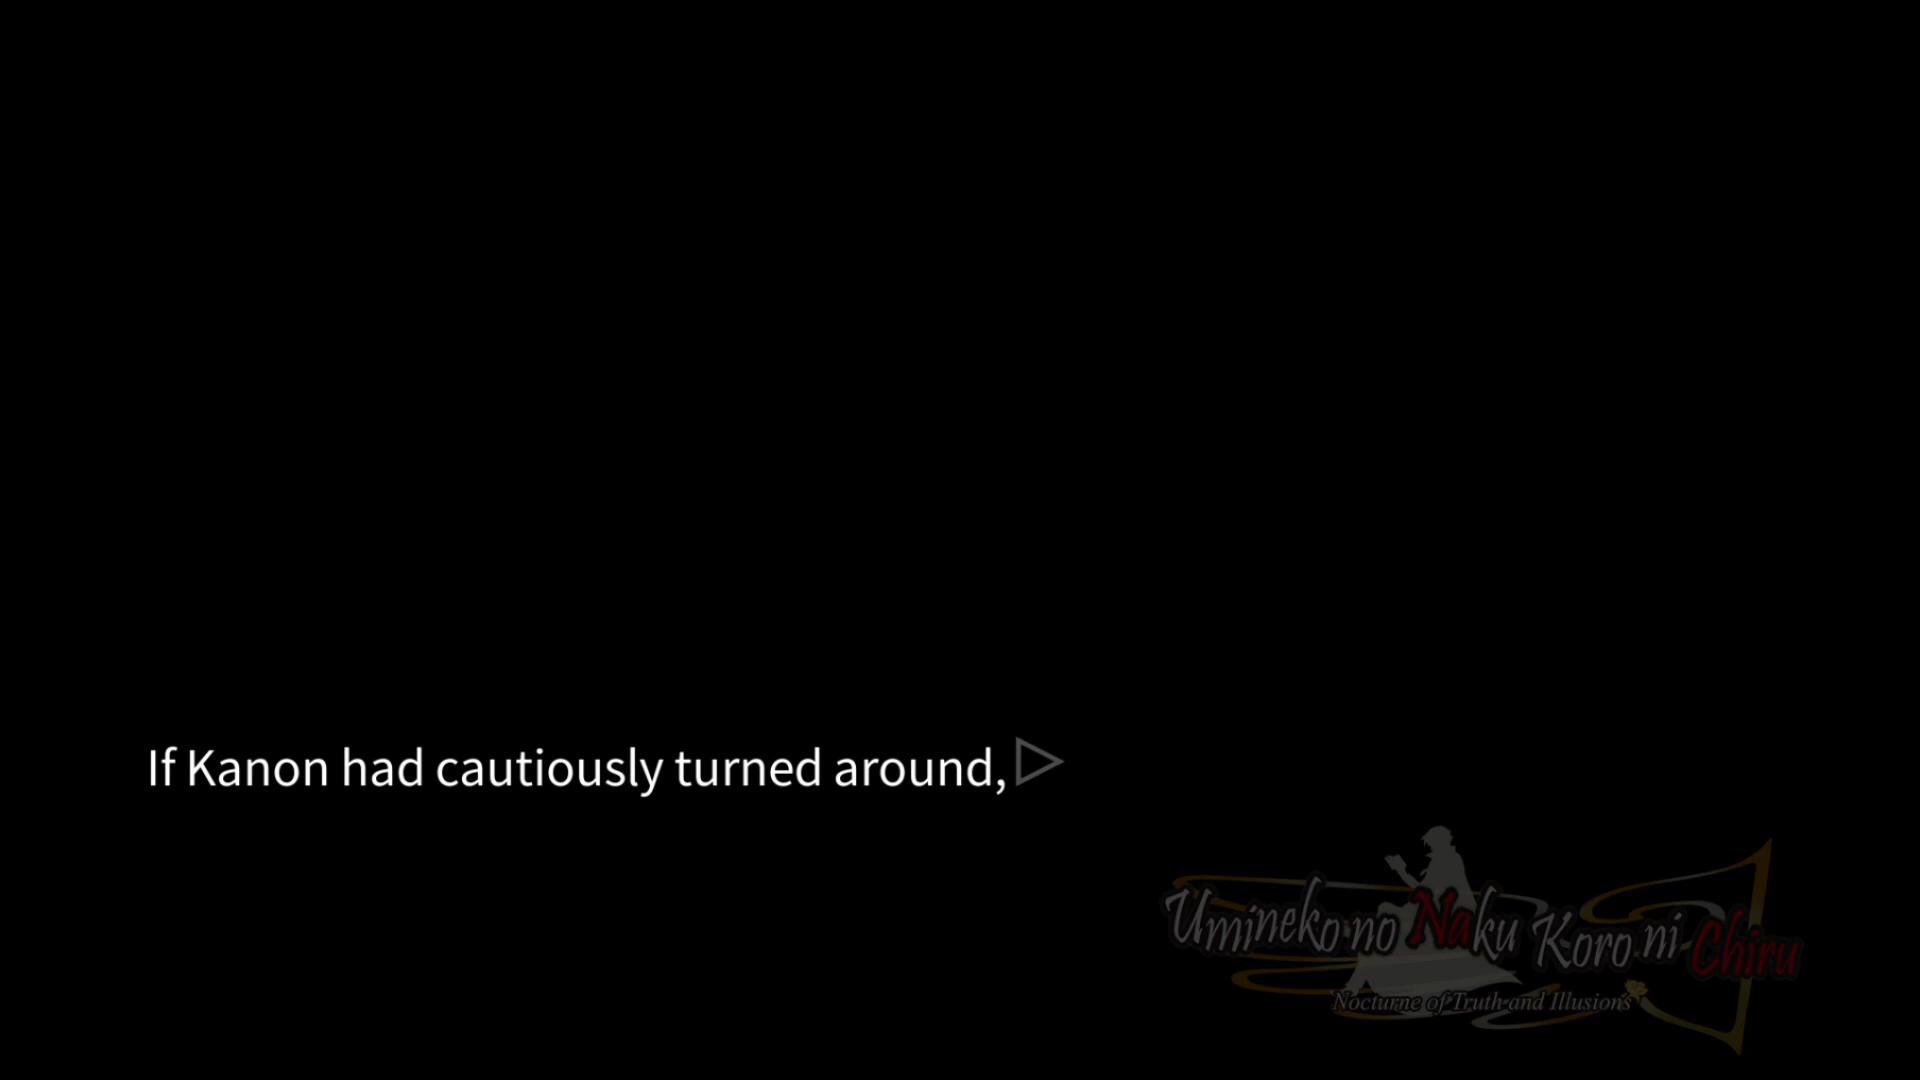 If Kanon had cautiously turned around,
Umineko no Naku Koro ni Chiru
Nocturne of Truth and Illusions